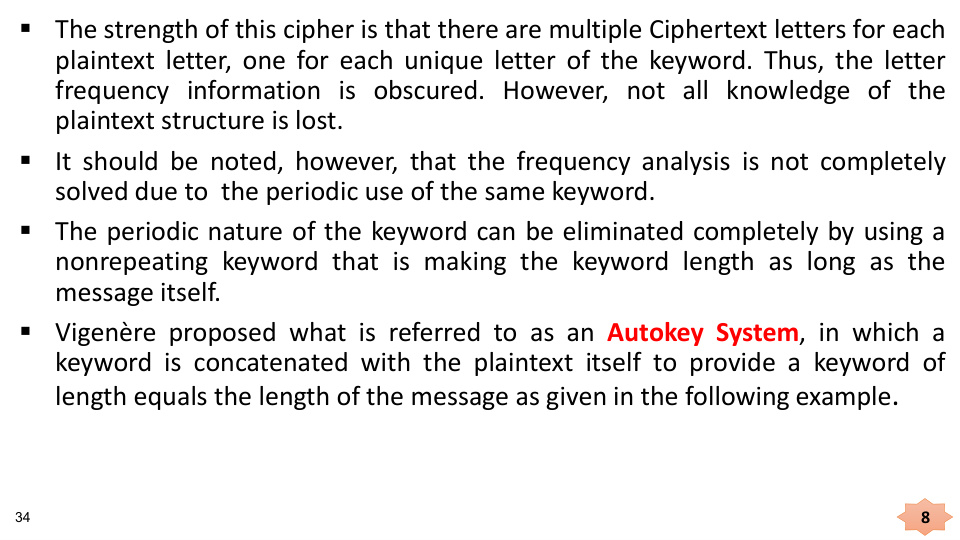 ▪ The strength of this cipher is that there are multiple Ciphertext letters for each
plaintext letter, one for each unique letter of the keyword. Thus, the letter
frequency information is obscured. However, not all knowledge of the
plaintext structure is lost.
▪ It should be noted, however, that the frequency analysis is not completely
solved due to  the periodic use of the same keyword.
▪ The periodic nature of the keyword can be eliminated completely by using a
nonrepeating keyword that is making the keyword length as long as the
message itself.
▪ Vigenère proposed what is referred to as an Autokey System, in which a
keyword is concatenated with the plaintext itself to provide a keyword of
length equals the length of the message as given in the following example.
34
8